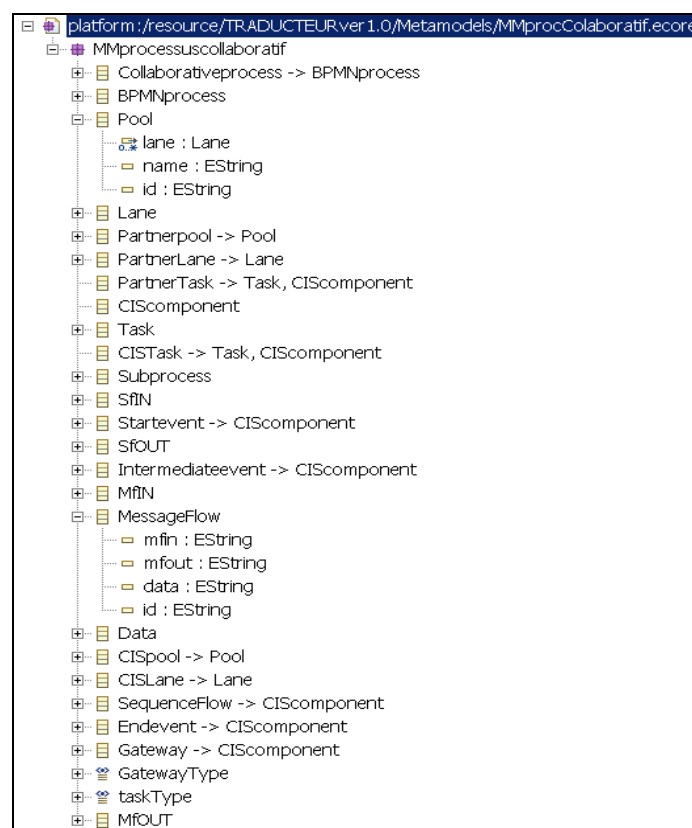 platform:/resource/TRADUCTEURver1.0/Metamodels/MMprocColaboratif.ecore
MMprocessuscollaboratif
Collaborativeprocess -> BPMNprocess
BPMNprocess
Pool
0..* lane : Lane
name : EString
id : EString
Lane
Partnerpool -> Pool
PartnerLane -> Lane
PartnerTask -> Task, CIScomponent
CIScomponent
Task
CISTask -> Task, CIScomponent
Subprocess
SfIN
Startevent -> CIScomponent
SfOUT
Intermediateevent -> CIScomponent
MfIN
MessageFlow
mfin : EString
mfout : EString
data : EString
id : EString
Data
CISpool -> Pool
CISLane -> Lane
SequenceFlow -> CIScomponent
Endevent -> CIScomponent
Gateway -> CIScomponent
GatewayType
taskType
MfOUT